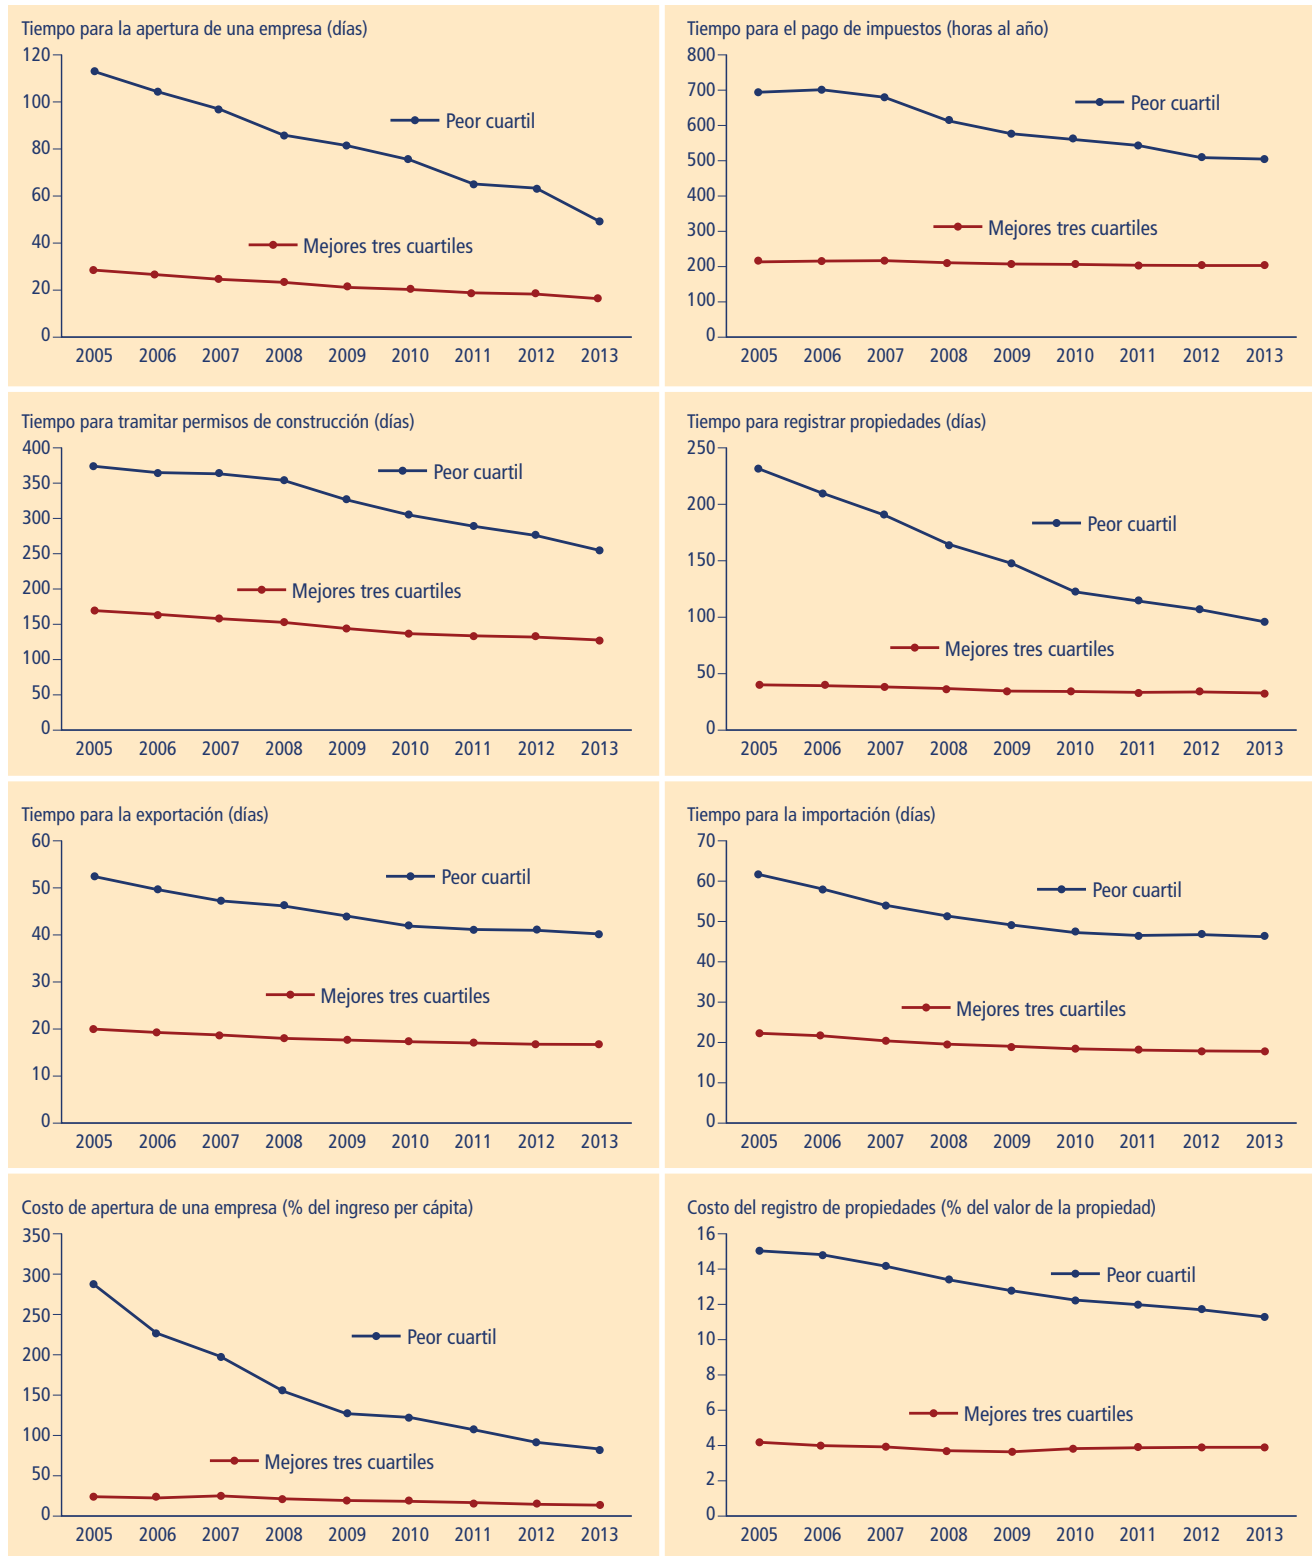 Tiempo para la apertura de una empresa (días)
120
100
80
60
40
20
0
Peor cuartil
Mejores tres cuartiles
2005 2006 2007 2008 2009 2010 2011 2012 2013
Tiempo para el pago de impuestos (horas al año)
800
700
600
500
400
300
200
100
0
Peor cuartil
Mejores tres cuartiles
2005 2006 2007 2008 2009 2010 2011 2012 2013
Tiempo para tramitar permisos de construcción (días)
400
350
300
250
200
150
100
50
0
Peor cuartil
Mejores tres cuartiles
2005 2006 2007 2008 2009 2010 2011 2012 2013
Tiempo para registrar propiedades (días)
250
200
150
100
50
0
Peor cuartil
Mejores tres cuartiles
2005 2006 2007 2008 2009 2010 2011 2012 2013
Tiempo para la exportación (días)
60
50
40
30
20
10
0
Peor cuartil
Mejores tres cuartiles
2005 2006 2007 2008 2009 2010 2011 2012 2013
Tiempo para la importación (días)
70
60
50
40
30
20
10
0
Peor cuartil
Mejores tres cuartiles
2005 2006 2007 2008 2009 2010 2011 2012 2013
Costo de apertura de una empresa (% del ingreso per cápita)
350
300
250
200
150
100
50
0
Peor cuartil
Mejores tres cuartiles
2005 2006 2007 2008 2009 2010 2011 2012 2013
Costo del registro de propiedades (% del valor de la propiedad)
16
14
12
10
8
6
4
2
0
Peor cuartil
Mejores tres cuartiles
2005 2006 2007 2008 2009 2010 2011 2012 2013